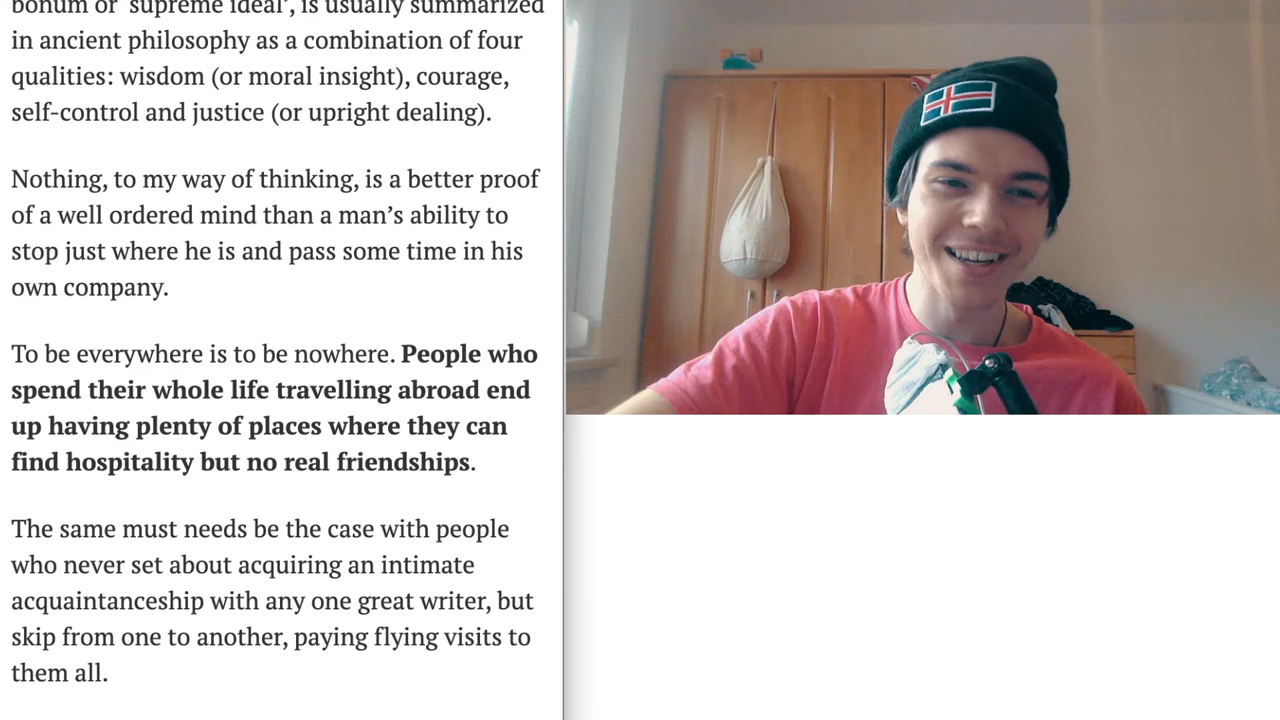 bonum or 'supreme ideal', is usually summarized
in ancient philosophy as a combination of four
qualities: wisdom (or moral insight), courage,
self-control and justice (or upright dealing).
Nothing, to my way of thinking, is a better proof
of a well ordered mind than a man’s ability to
stop just where he is and pass some time in his
own company.
To be everywhere is to be nowhere. People who
spend their whole life travelling abroad end
up having plenty of places where they can
find hospitality but no real friendships.
The same must needs be the case with people
who never set about acquiring an intimate
acquaintanceship with any one great writer, but
skip from one to another, paying flying visits to
them all.